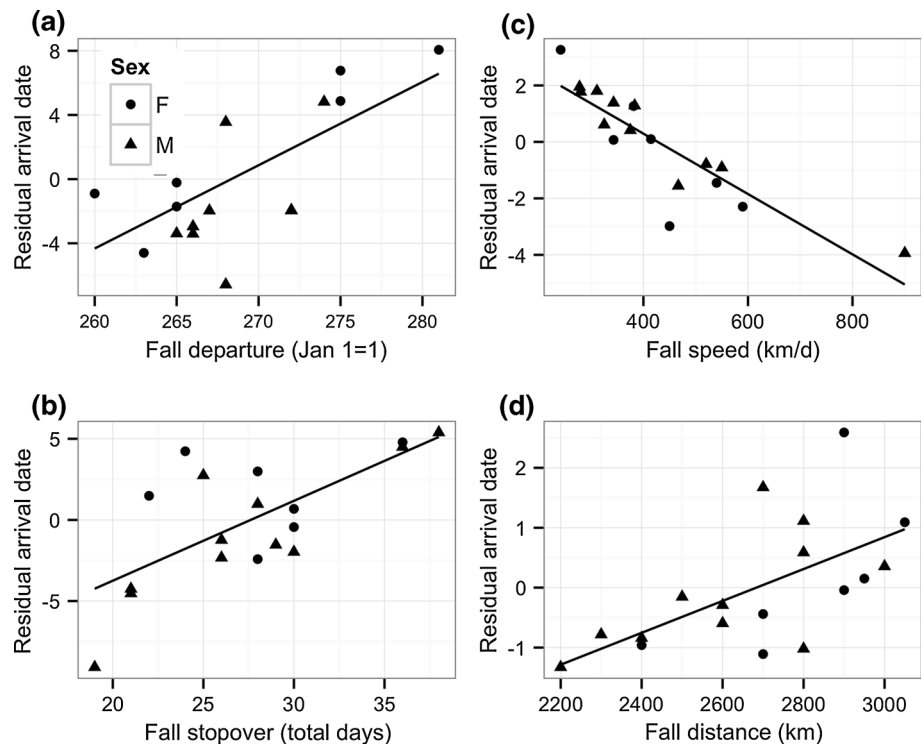 (a)
Residual arrival date
8
4
0
-4
Sex
F
M
260 265 270 275 280
Fall departure (Jan 1=1)
(c)
Residual arrival date
2
0
-2
-4
400 600 800
Fall speed (km/d)
(b)
Residual arrival date
5
0
-5
20 25 30 35
Fall stopover (total days)
(d)
Residual arrival date
2
1
0
-1
2200 2400 2600 2800 3000
Fall distance (km)